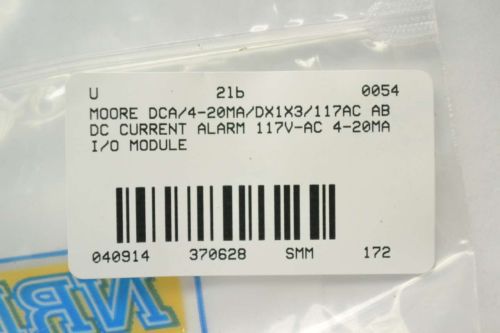 U 2lb 0054
MOORE DCA/4-20MA/DX1X3/117AC AB
DC CURRENT ALARM 117V-AC 4-20MA
I/O MODULE
040914 370628 SMM 172